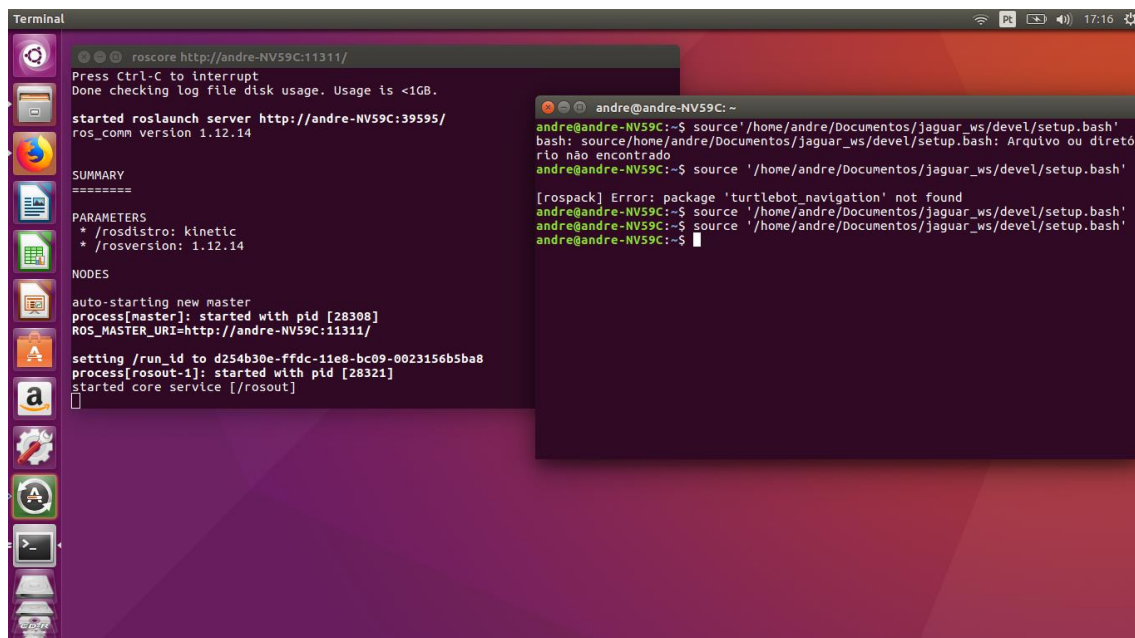 Terminal
Pt
17:16
roscore http://andre-NV59C:11311/
Press Ctrl-C to interrupt
Done checking log file disk usage. Usage is <1GB.
started roslaunch server http://andre-NV59C:39595/
ros_comm version 1.12.14
SUMMARY
========
PARAMETERS
* /rosdistro: kinetic
* /rosversion: 1.12.14
NODES
auto-starting new master
process[master]: started with pid [28308]
ROS_MASTER_URI=http://andre-NV59C:11311/
setting /run_id to d254b30e-ffdc-11e8-bc09-0023156b5ba8
process[rosout-1]: started with pid [28321]
started core service [/rosout]
andre@andre-NV59C: ~
andre@andre-NV59C:~$ source'/home/andre/Documentos/jaguar_ws/devel/setup.bash'
bash: source/home/andre/Documentos/jaguar_ws/devel/setup.bash: Arquivo ou diretó
rio não encontrado
andre@andre-NV59C:~$ source '/home/andre/Documentos/jaguar_ws/devel/setup.bash'
[rospack] Error: package 'turtlebot_navigation' not found
andre@andre-NV59C:~$ source '/home/andre/Documentos/jaguar_ws/devel/setup.bash'
andre@andre-NV59C:~$ source '/home/andre/Documentos/jaguar_ws/devel/setup.bash'
andre@andre-NV59C:~$
A
a
A
>_
CD-R